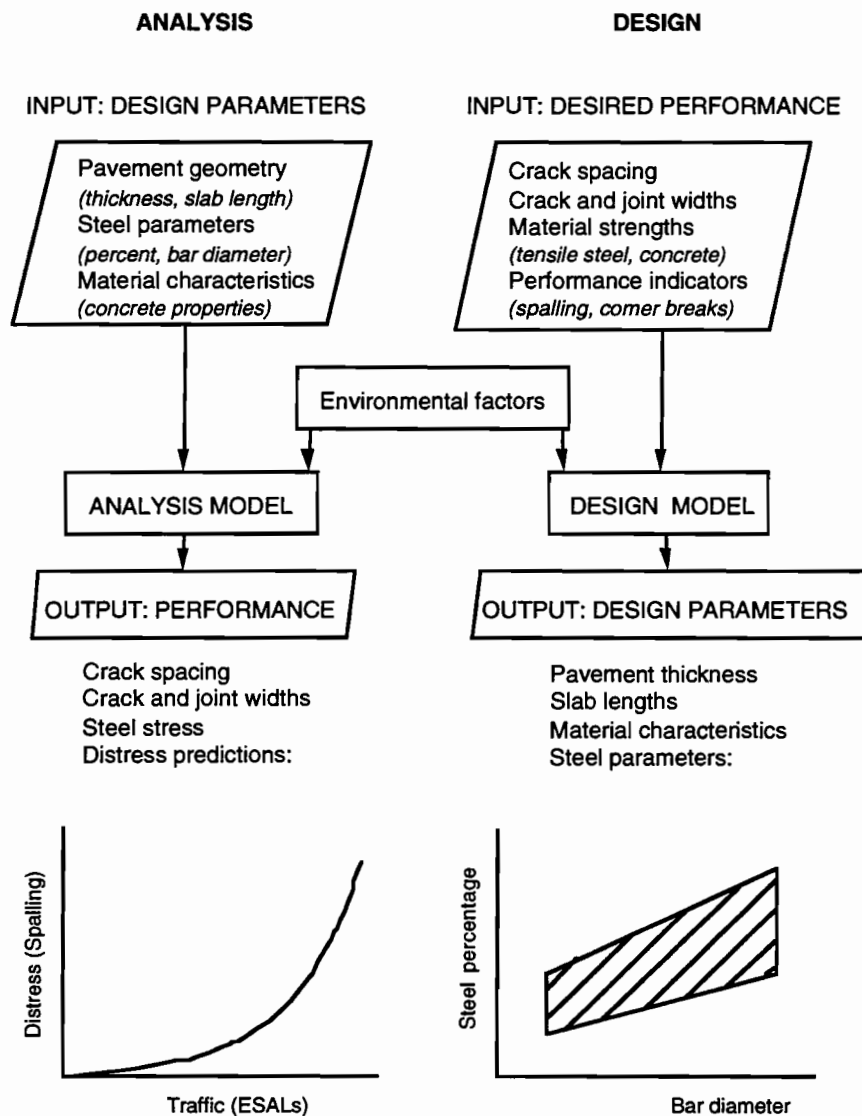 ANALYSIS
DESIGN
INPUT: DESIGN PARAMETERS
INPUT: DESIRED PERFORMANCE
Pavement geometry
(thickness, slab length)
Steel parameters
(percent, bar diameter)
Material characteristics
(concrete properties)
Crack spacing
Crack and joint widths
Material strengths
(tensile steel, concrete)
Performance indicators
(spalling, corner breaks)
Environmental factors
ANALYSIS MODEL
DESIGN MODEL
OUTPUT: PERFORMANCE
OUTPUT: DESIGN PARAMETERS
Crack spacing
Crack and joint widths
Steel stress
Distress predictions:
Pavement thickness
Slab lengths
Material characteristics
Steel parameters:
Distress (Spalling)
Traffic (ESALs)
Steel percentage
Bar diameter